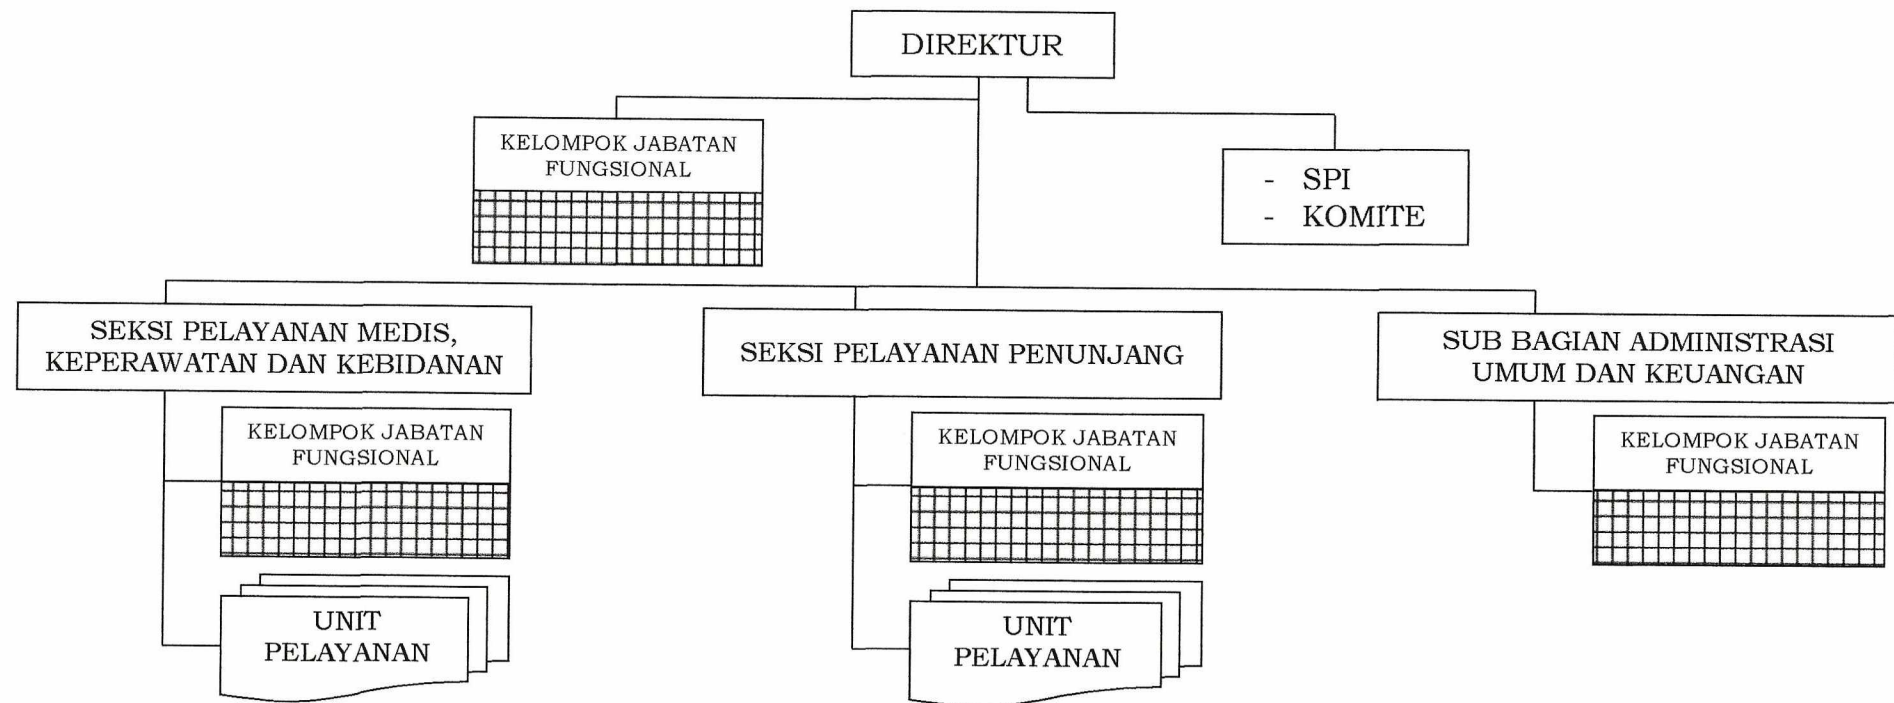 DIREKTUR
KELOMPOK JABATAN
FUNGSIONAL
- SPI
- KOMITE
SEKSI PELAYANAN MEDIS,
KEPERAWATAN DAN KEBIDANAN
SEKSI PELAYANAN PENUNJANG
SUB BAGIAN ADMINISTRASI
UMUM DAN KEUANGAN
KELOMPOK JABATAN
FUNGSIONAL
KELOMPOK JABATAN
FUNGSIONAL
KELOMPOK JABATAN
FUNGSIONAL
UNIT
PELAYANAN
UNIT
PELAYANAN